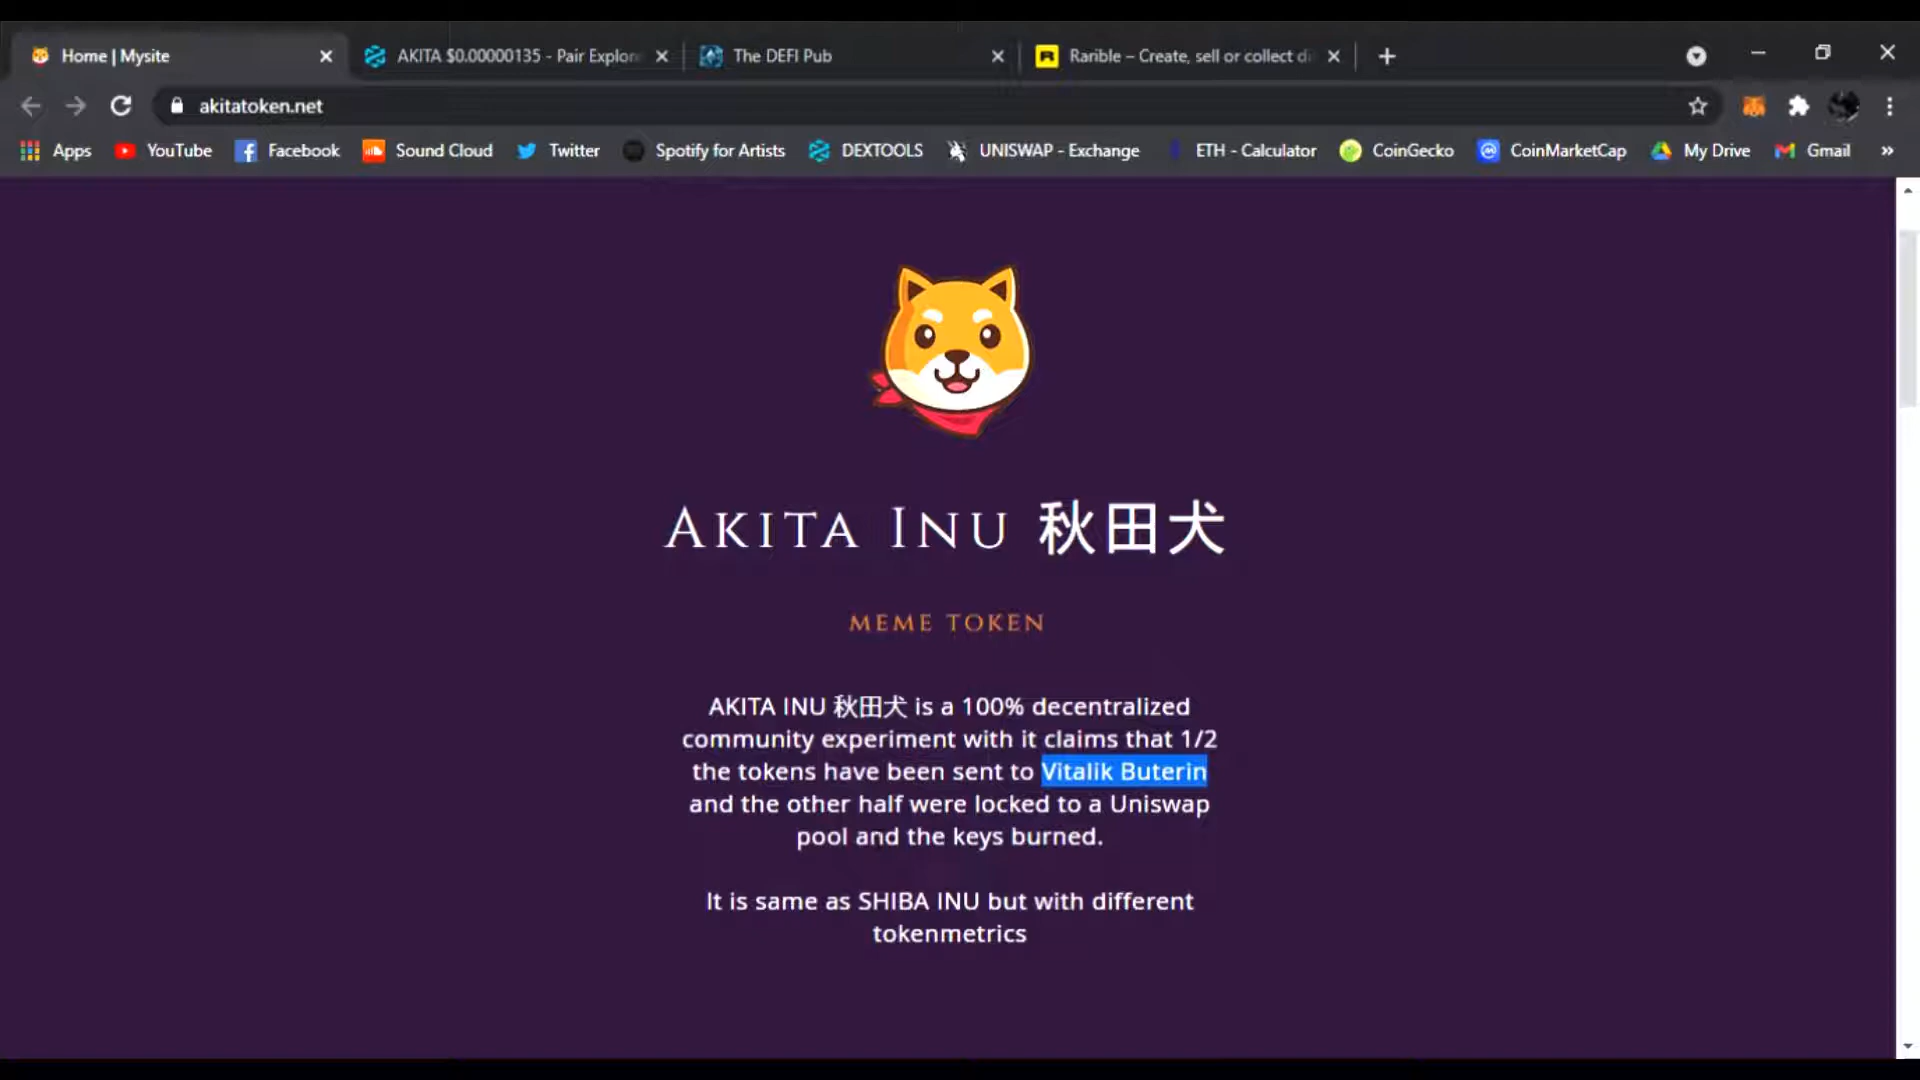 Home | Mysite
AKITA $0.00000135 - Pair Explor
The DEFI Pub
Rarible – Create, sell or collect di
akitatoken.net
Apps
YouTube
Facebook
Sound Cloud
Twitter
Spotify for Artists
DEXTOOLS
UNISWAP - Exchange
ETH - Calculator
CoinGecko
CoinMarketCap
My Drive
Gmail
AKITA INU 秋田犬
MEME TOKEN
AKITA INU 秋田犬 is a 100% decentralized
community experiment with it claims that 1/2
the tokens have been sent to Vitalik Buterin
and the other half were locked to a Uniswap
pool and the keys burned.
It is same as SHIBA INU but with different
tokenmetrics